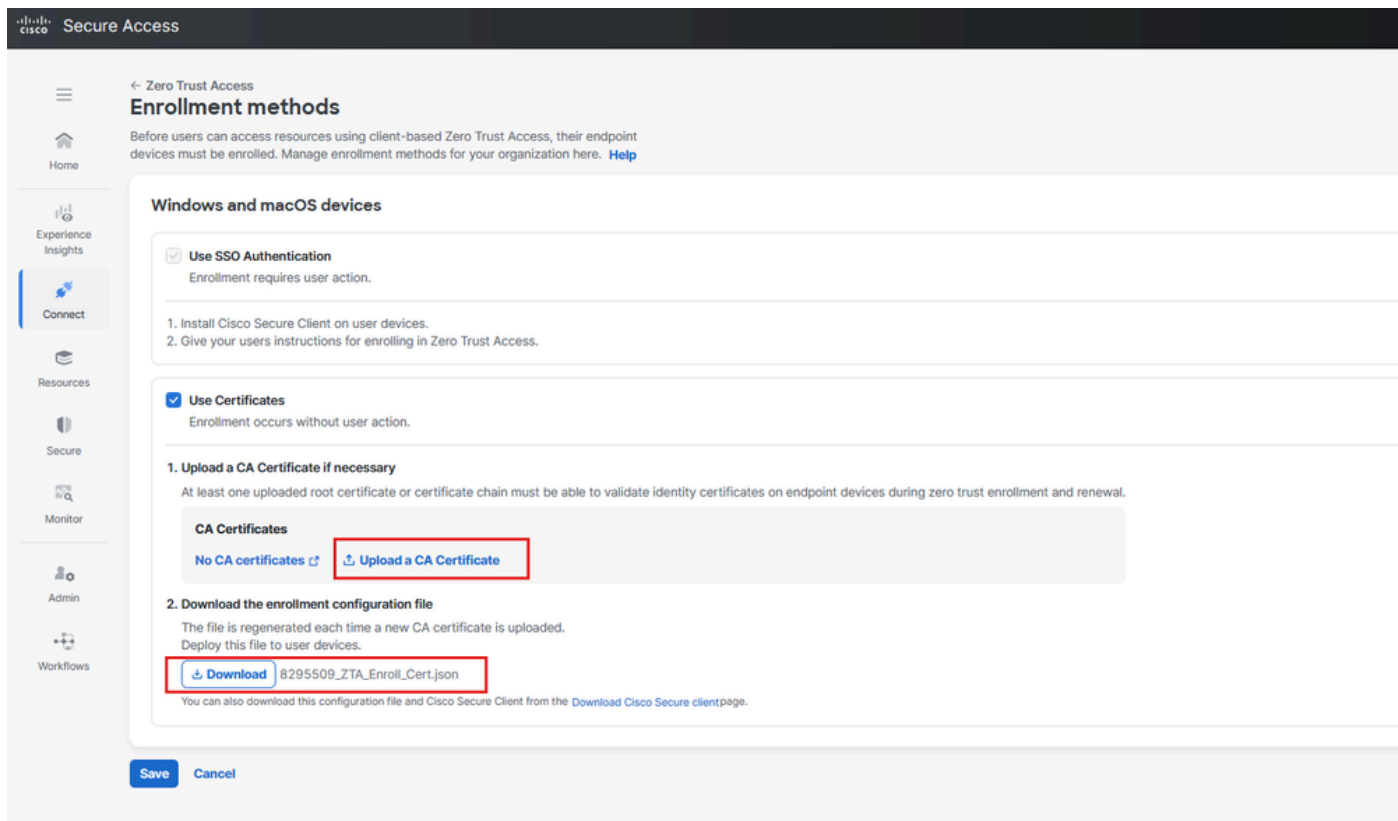 CISCO Secure Access
← Zero Trust Access
Enrollment methods
Before users can access resources using client-based Zero Trust Access, their endpoint
devices must be enrolled. Manage enrollment methods for your organization here. Help
Home
Experience
Insights
Connect
Resources
Secure
Monitor
Admin
Workflows
Windows and macOS devices
Use SSO Authentication
Enrollment requires user action.
1. Install Cisco Secure Client on user devices.
2. Give your users instructions for enrolling in Zero Trust Access.
Use Certificates
Enrollment occurs without user action.
1. Upload a CA Certificate if necessary
At least one uploaded root certificate or certificate chain must be able to validate identity certificates on endpoint devices during zero trust enrollment and renewal.
CA Certificates
No CA certificates Upload a CA Certificate
2. Download the enrollment configuration file
The file is regenerated each time a new CA certificate is uploaded.
Deploy this file to user devices.
Download 8295509_ZTA_Enroll_Cert.json
You can also download this configuration file and Cisco Secure Client from the Download Cisco Secure clientpage.
Save Cancel